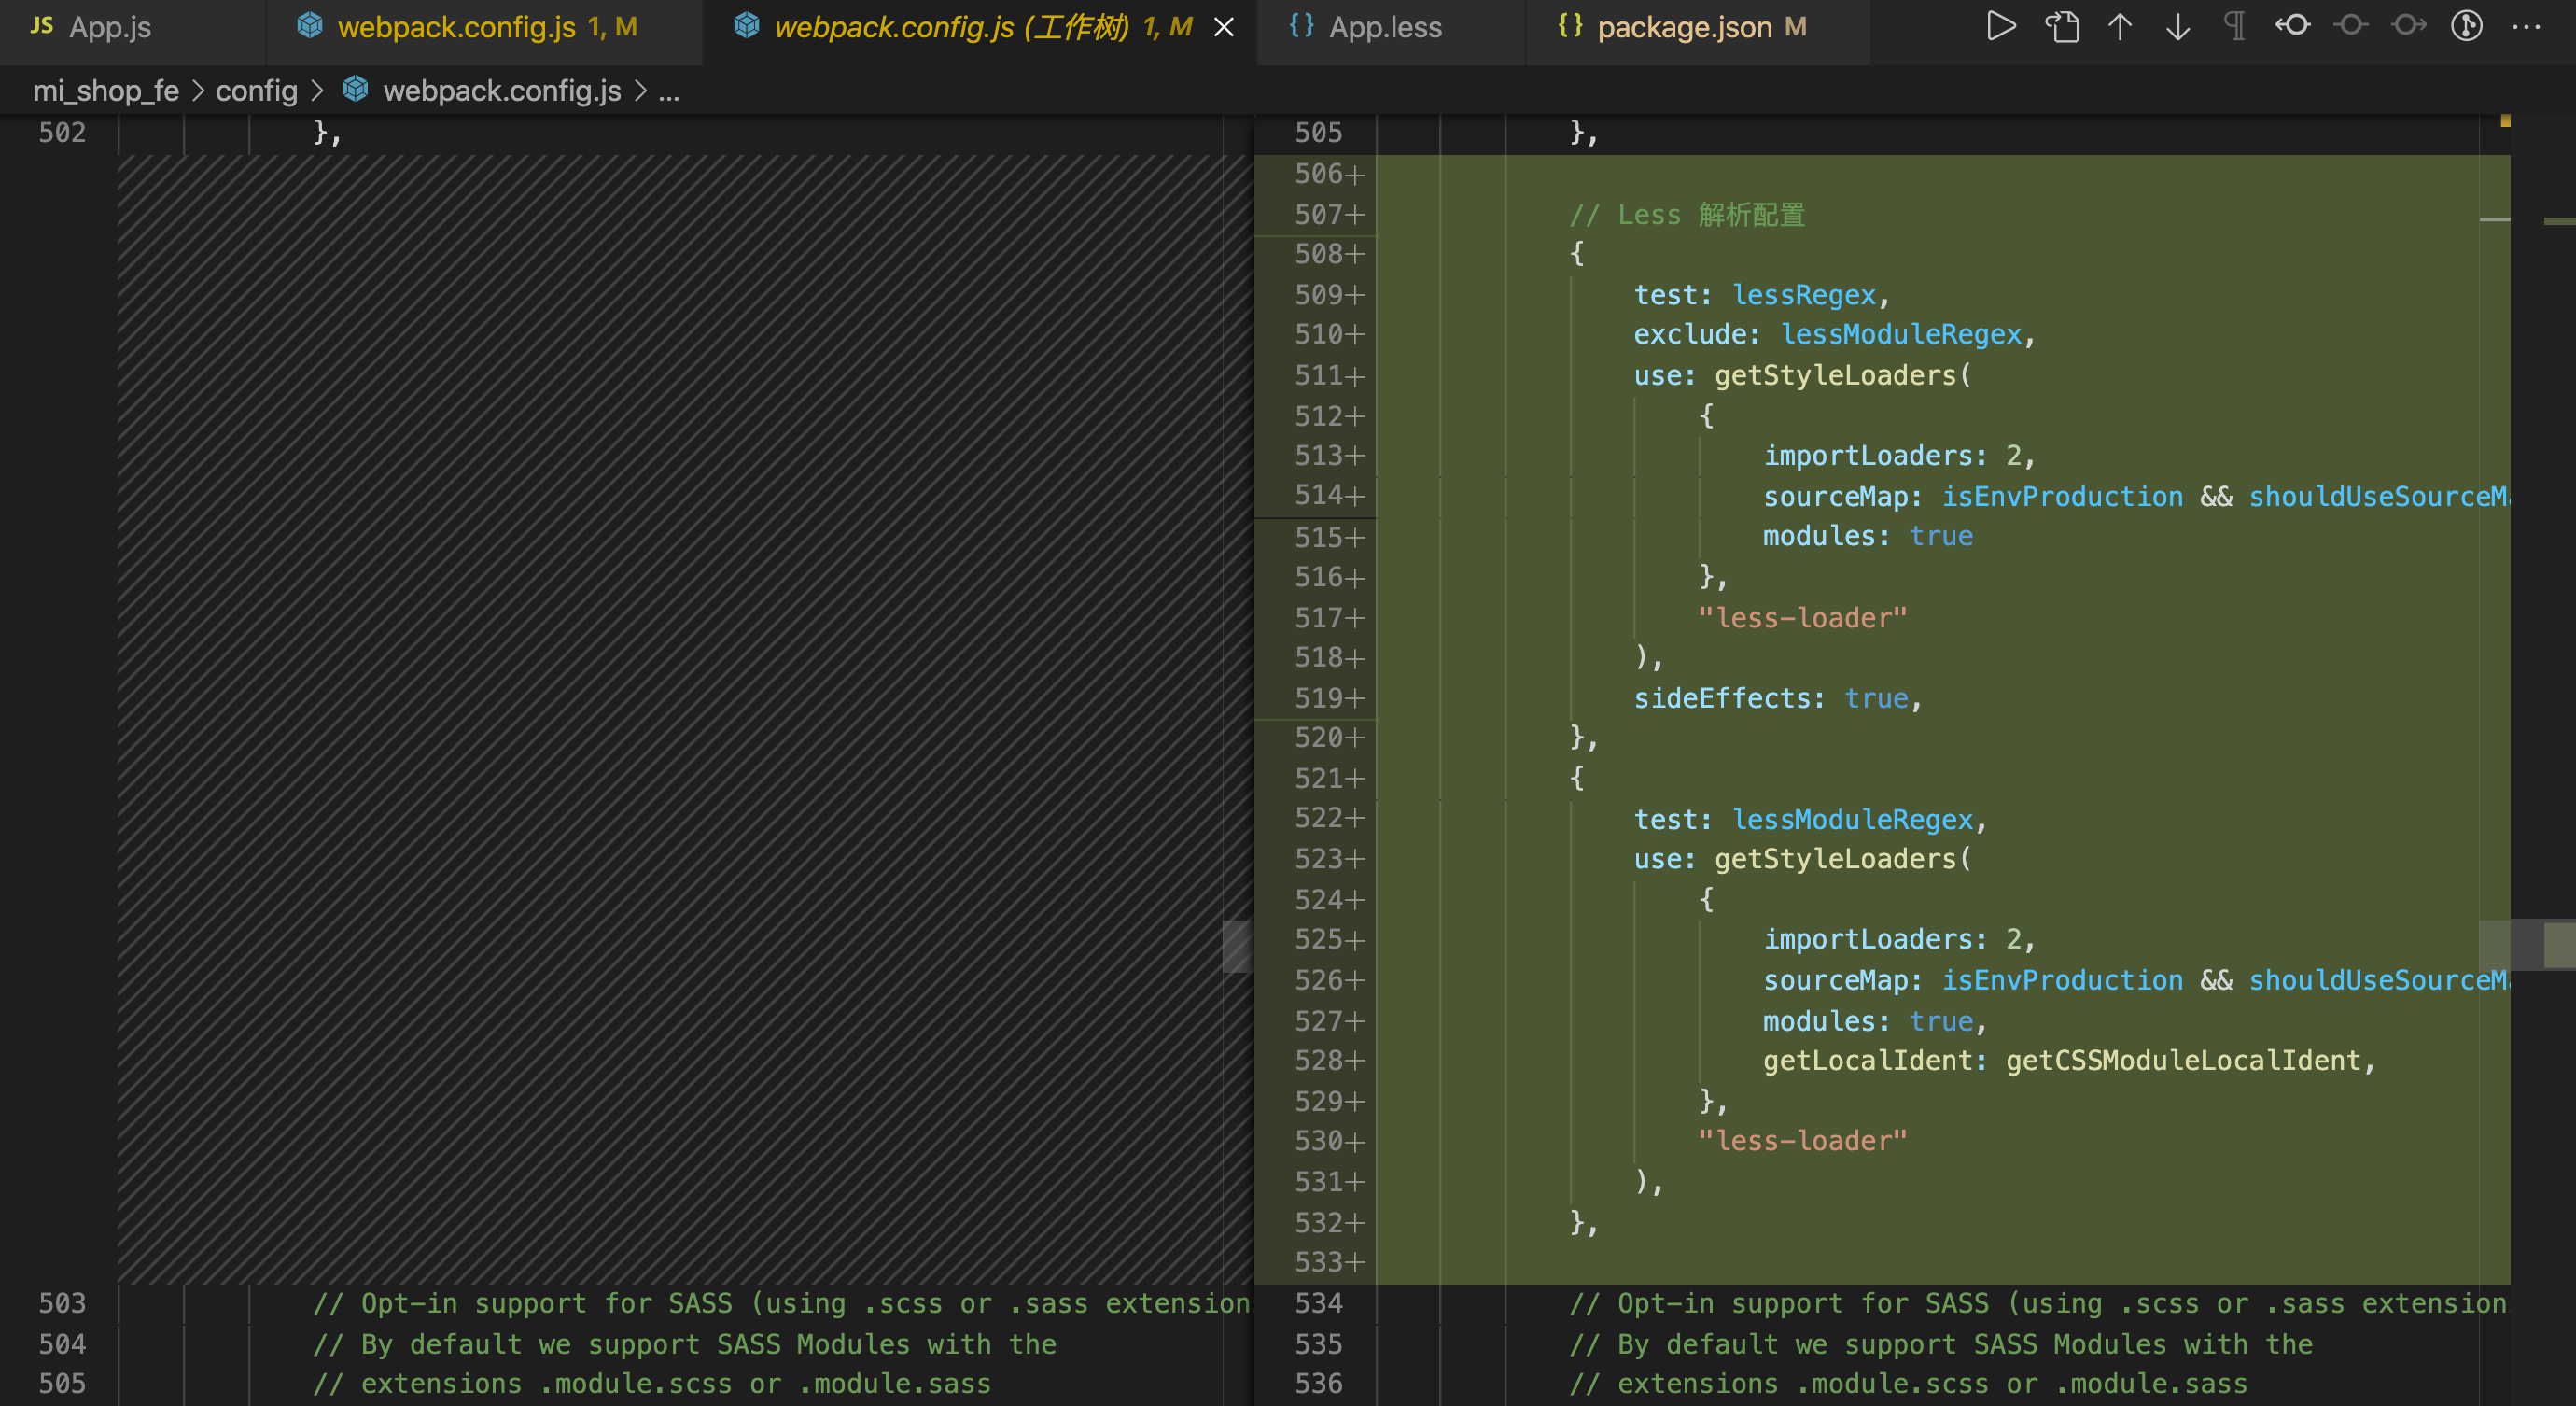 JS App.js
webpack.config.js 1, M
webpack.config.js (工作树) 1, M
{} App.less
{} package.json M
mi_shop_fe > config > webpack.config.js > ...
502 },
503 // Opt-in support for SASS (using .scss or .sass extension
504 // By default we support SASS Modules with the
505 // extensions .module.scss or .module.sass
505 },
506+
507+ // Less 解析配置
508+ {
509+ test: lessRegex,
510+ exclude: lessModuleRegex,
511+ use: getStyleLoaders(
512+ {
513+ importLoaders: 2,
514+ sourceMap: isEnvProduction && shouldUseSourceM
515+ modules: true
516+ },
517+ "less-loader"
518+ ),
519+ sideEffects: true,
520+ },
521+ {
522+ test: lessModuleRegex,
523+ use: getStyleLoaders(
524+ {
525+ importLoaders: 2,
526+ sourceMap: isEnvProduction && shouldUseSourceM
527+ modules: true,
528+ getLocalIdent: getCSSModuleLocalIdent,
529+ },
530+ "less-loader"
531+ ),
532+ },
533+
534 // Opt-in support for SASS (using .scss or .sass extension
535 // By default we support SASS Modules with the
536 // extensions .module.scss or .module.sass